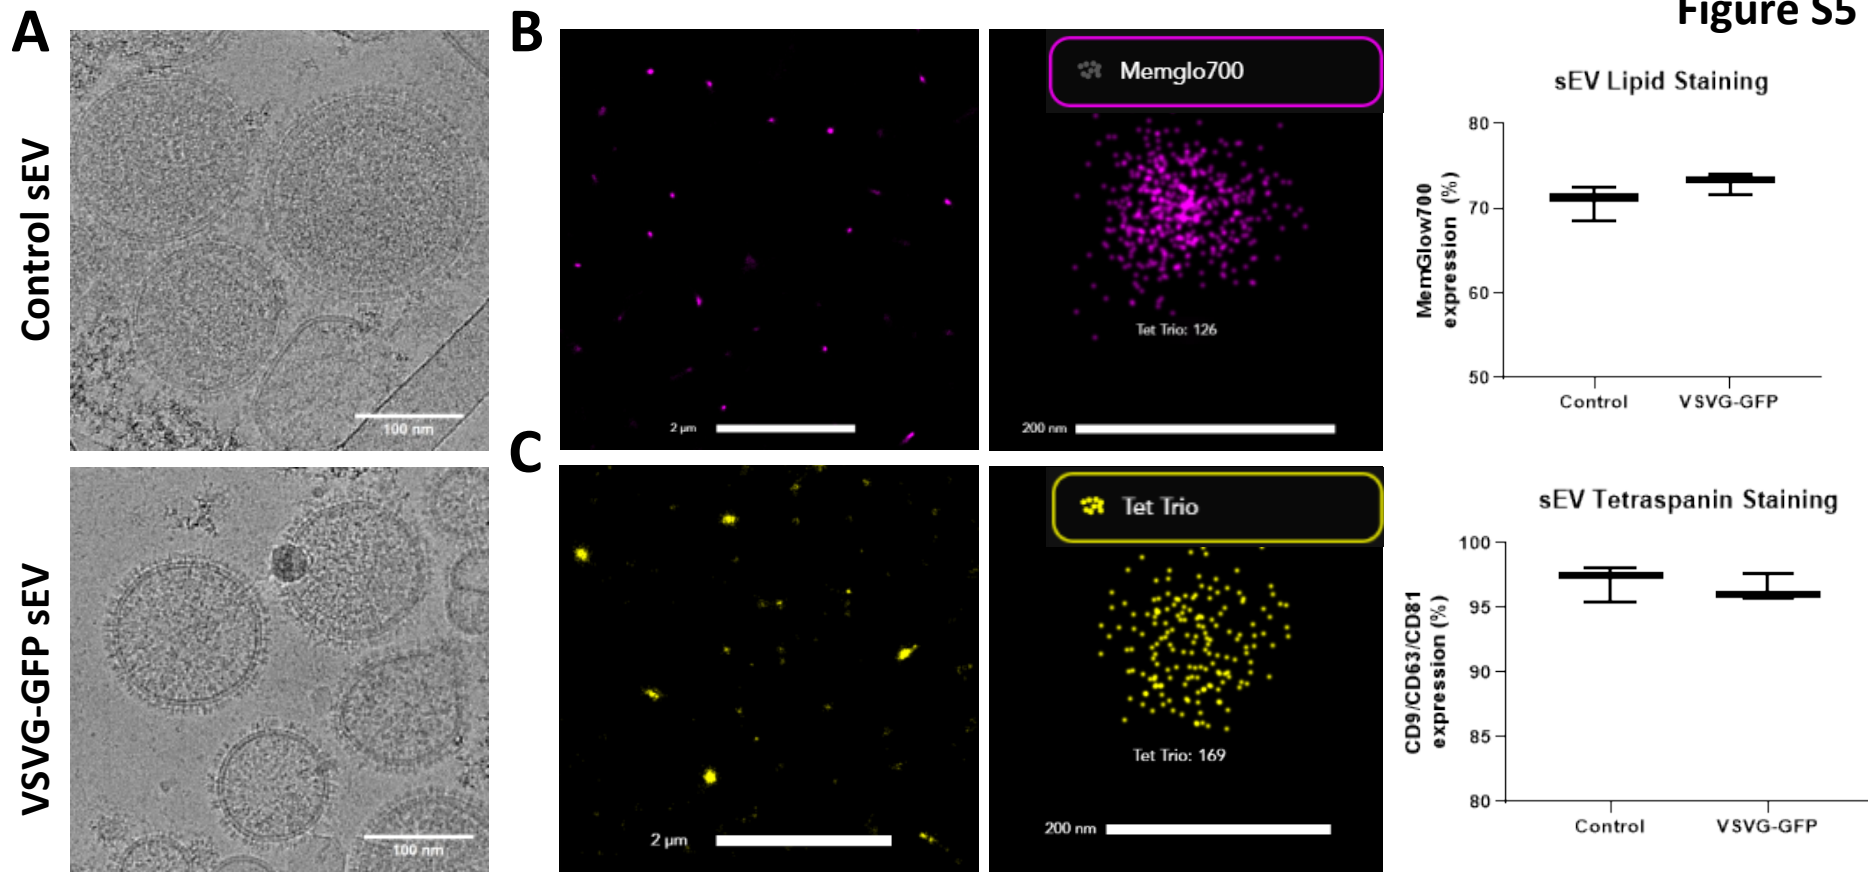 Figure S5
A
Control sEV
100 nm
VSVG-GFP sEV
100 nm
B
2 μm
Memglo700
Tet Trio: 126
200 nm
sEV Lipid Staining
MemGlow700
expression (%)
80
70
60
50
Control
VSVG-GFP
C
2 μm
Tet Trio
Tet Trio: 169
200 nm
sEV Tetraspanin Staining
CD9/CD63/CD81
expression (%)
100
95
90
85
80
Control
VSVG-GFP